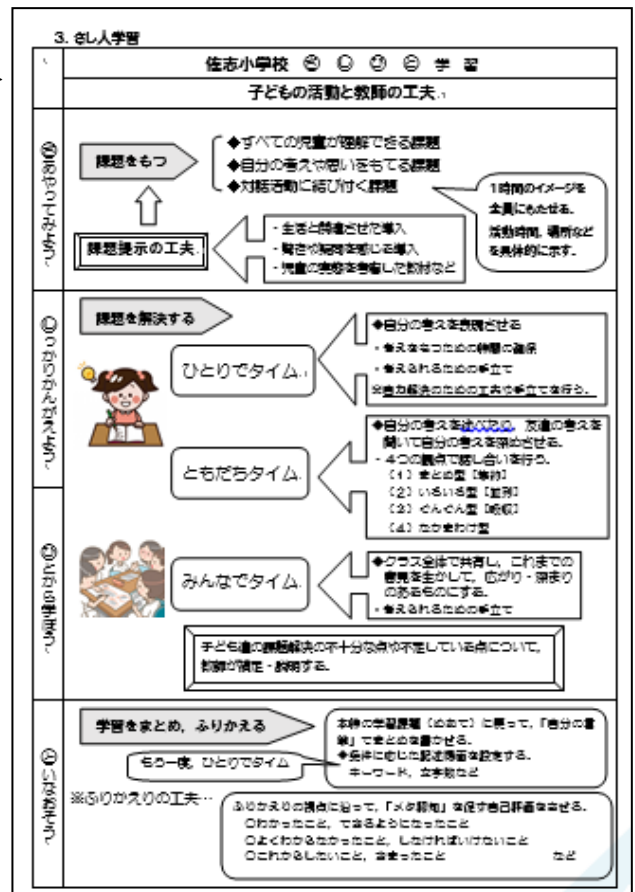 3．さし人学習
佐志小学校 さ し ひ と 学 習
子どもの活動と教師の工夫
さあやってみよう
課題をもつ
◆すべての児童が理解できる課題
◆自分の考えや思いをもてる課題
◆対話活動に結び付く課題
1時間のイメージを
全員にもたせる。
活動時間、場所など
を具体的に示す。
課題提示の工夫
・生活と関連させた導入
・驚きや疑問を感じる導入
・児童の実態を考慮した教材など
しっかりかんがえよう
課題を解決する
ひとりでタイム
◆自分の考えを表現させる
・考えをもつための時間の確保
・考えられるための手立て
※自力解決のための工夫や手立てを行う。
ともだちタイム
◆自分の考えを述べたり、友達の考えを
聞いて自分の考えを深めさせる。
・4つの観点で話し合いを行う。
（1）まとめ型【集約】
（2）いろいろ型【並列】
（3）ぐんぐん型【吸収】
（4）なかまわけ型
ひとから学ぼう
みんなでタイム
◆クラス全体で共有し、これまでの
意見を生かして、広がり・深まり
のあるものにする。
・考えられるための手立て
子ども達の課題解決の不十分な点や不足している点について、
教師が補足・説明する。
といなおそう
学習をまとめ，ふりかえる
本時の学習課題（めあて）に戻って，「自分の言
葉」でまとめを書かせる。
◆条件に応じた記述場面を設定する。
キーワード，文字数など
もう一度，ひとりでタイム
※ふりかえりの工夫…
ふりかえりの視点に沿って，「メタ認知」を促す自己評価をさせる。
○わかったこと，できるようになったこと
○よくわからなかったこと，しなければいけないこと
○これからしたいこと，高まったこと など